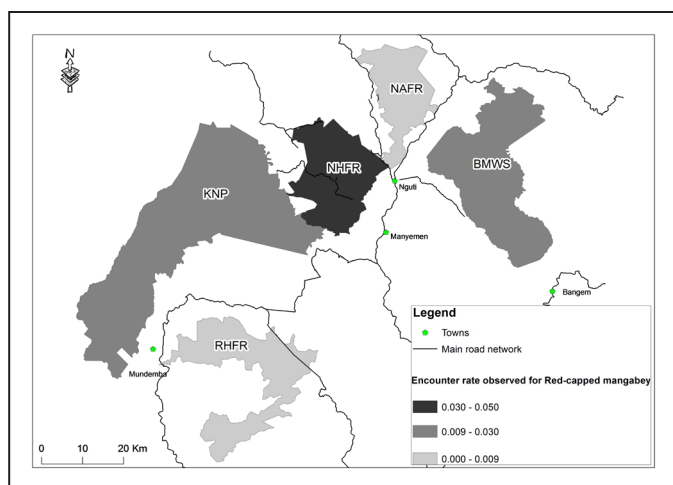 N
NAFR
NHFR
BMWS
KNP
Nguti
Manyemen
Bangem
RHFR
Mundemba
Legend
Towns
Main road network
Encounter rate observed for Red-capped mangabey
0.030 - 0.050
0.009 - 0.030
0.000 - 0.009
0 10 20 Km